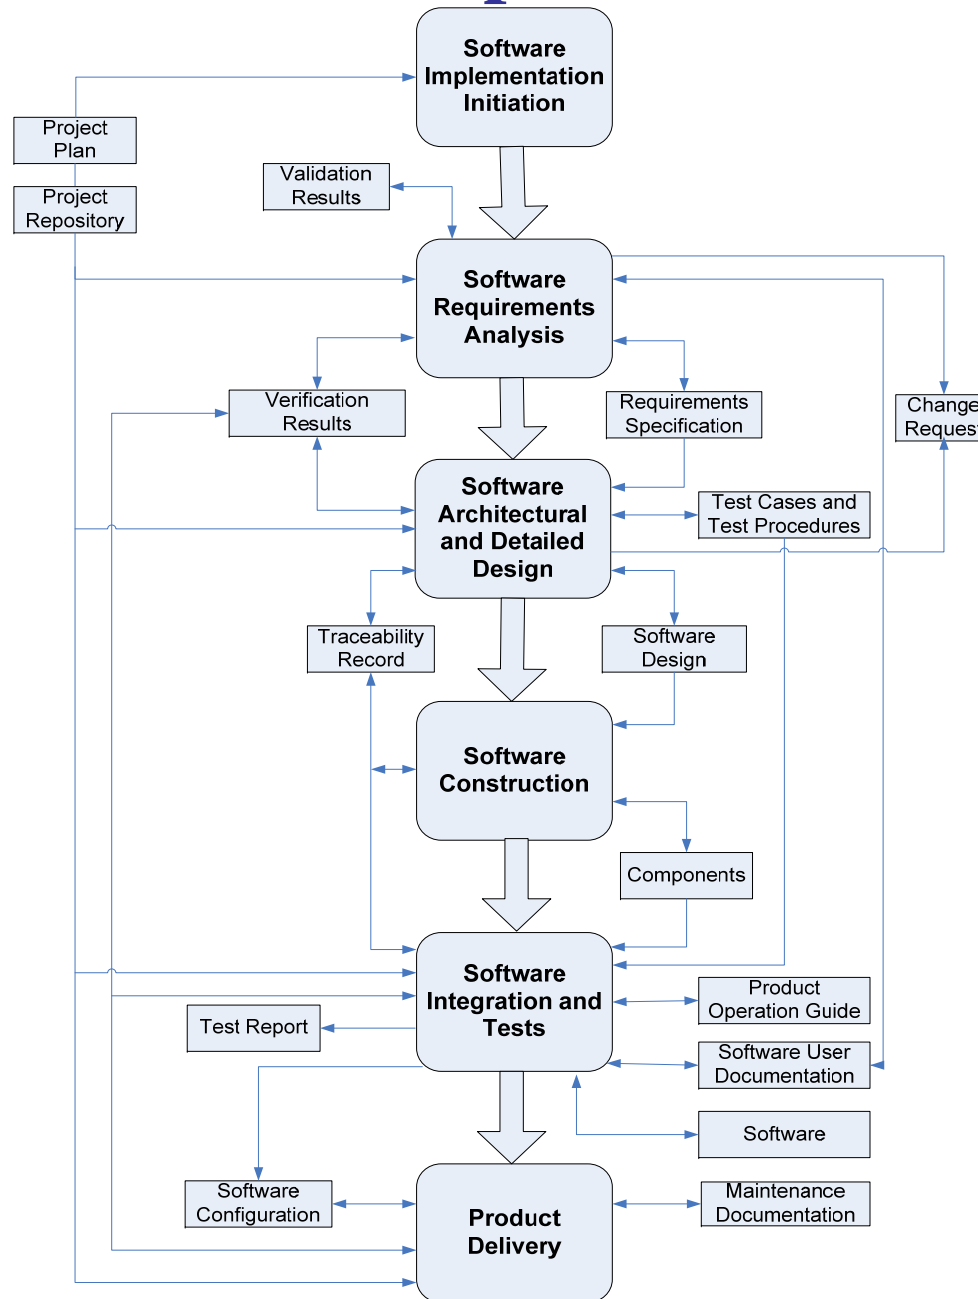 Software
Implementation
Initiation
Project
Plan
Validation
Results
Project
Repository
Software
Requirements
Analysis
Verification
Results
Requirements
Specification
Change
Request
Software
Architectural
and Detailed
Design
Test Cases and
Test Procedures
Traceability
Record
Software
Design
Software
Construction
Components
Software
Integration and
Tests
Product
Operation Guide
Test Report
Software User
Documentation
Software
Software
Configuration
Product
Delivery
Maintenance
Documentation